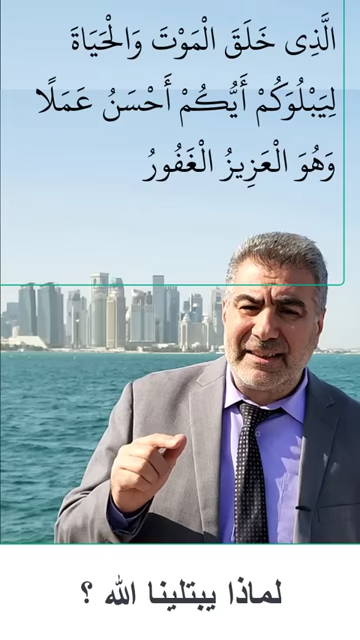 الَّذِى خَلَقَ الْمَوْتَ وَالْحَيَاةَ
لِيَبْلُوَكُمْ أَيُّكُمْ أَحْسَنُ عَمَلًا
وَهُوَ الْعَزِيزُ الْغَفُورُ
لماذا يبتلينا الله ؟